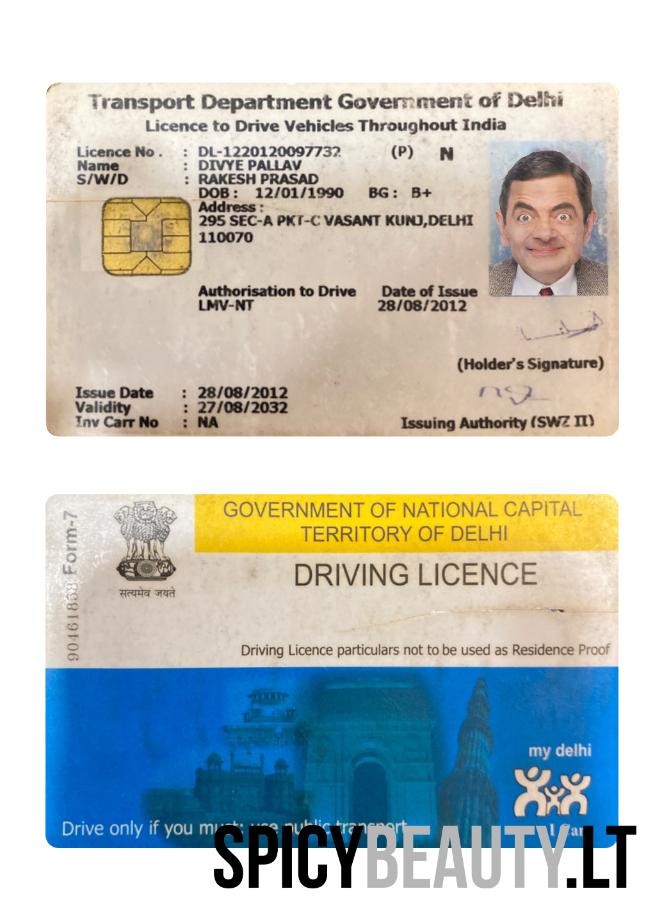 Transport Department Government of Delhi
Licence to Drive Vehicles Throughout India
Licence No. : DL-1220120097732 (P) N
Name : DIVYE PALLAV
S/W/D : RAKESH PRASAD
DOB : 12/01/1990 BG : B+
Address :
295 SEC-A PKT-C VASANT KUNJ,DELHI
110070
Authorisation to Drive Date of Issue
LMV-NT 28/08/2012
(Holder's Signature)
Issue Date : 28/08/2012
Validity : 27/08/2032
Inv Carr No : NA
Issuing Authority (SWZ II)
Form-7
GOVERNMENT OF NATIONAL CAPITAL
TERRITORY OF DELHI
DRIVING LICENCE
सत्यमेव जयते
Driving Licence particulars not to be used as Residence Proof
my delhi
Drive only if you must; use public transport
SPICYBEAUTY.LT